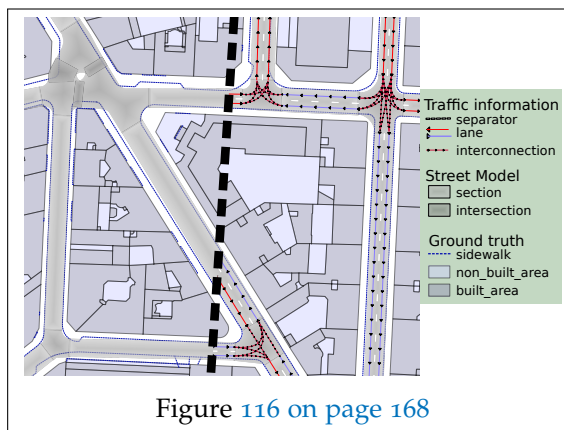 Traffic information
separator
lane
interconnection
Street Model
section
intersection
Ground truth
sidewalk
non_built_area
built_area
Figure 116 on page 168